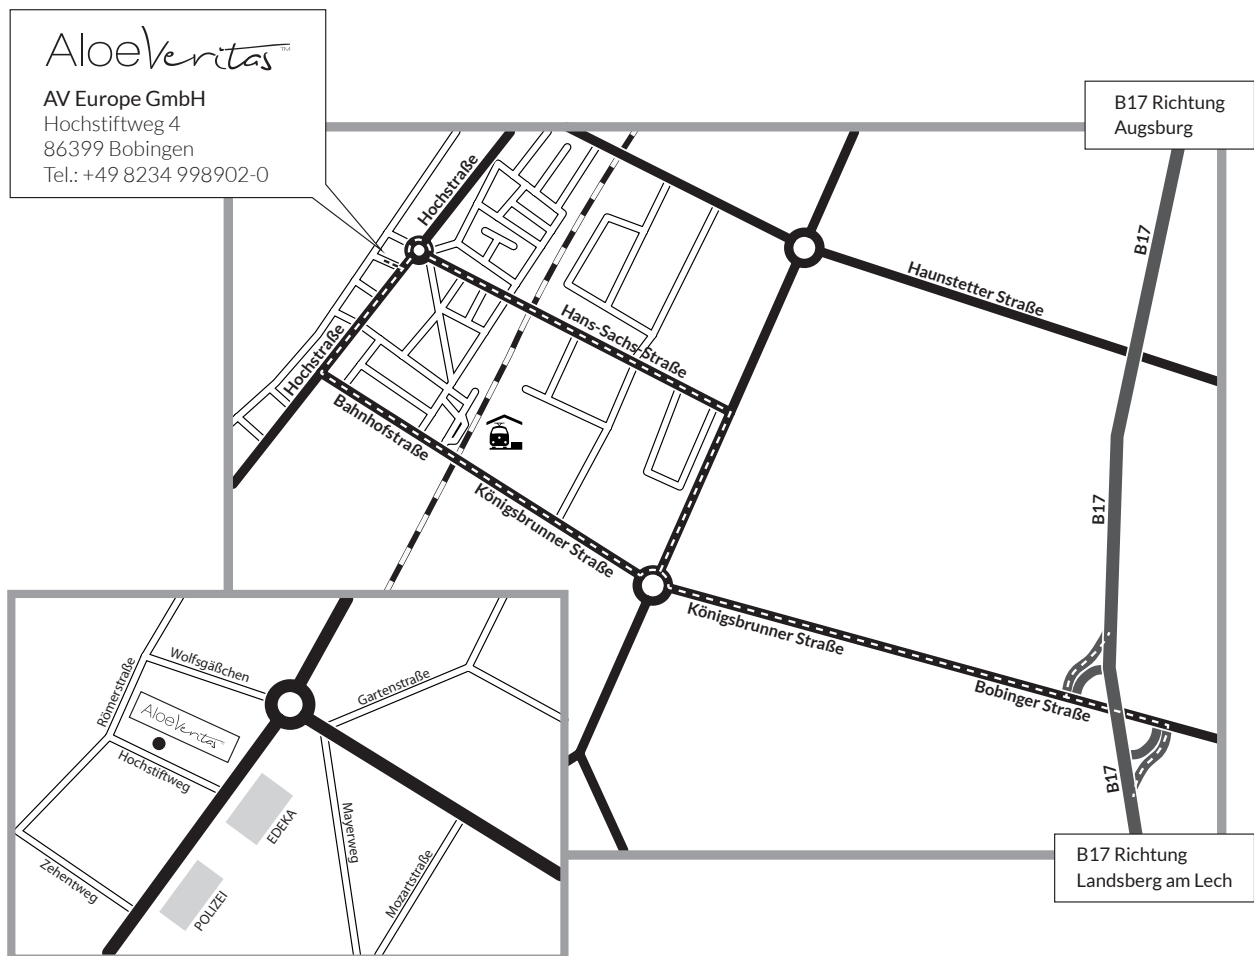 AloeVeritas™
AV Europe GmbH
Hochstiftweg 4
86399 Bobingen
Tel.: +49 8234 998902-0
B17 Richtung
Augsburg
Hochstraße
B17
Haunstetter Straße
Hans-Sachs-Straße
Hochstraße
Bahnhofstraße
Königsbrunner Straße
B17
Königsbrunner Straße
Bobinger Straße
B17
B17 Richtung
Landsberg am Lech
Wolfsgäßchen
Römerstraße
Gartenstraße
AloeVeritas™
Hochstiftweg
EDEKA
Mayerweg
Mozartstraße
Zehentweg
POLIZEI